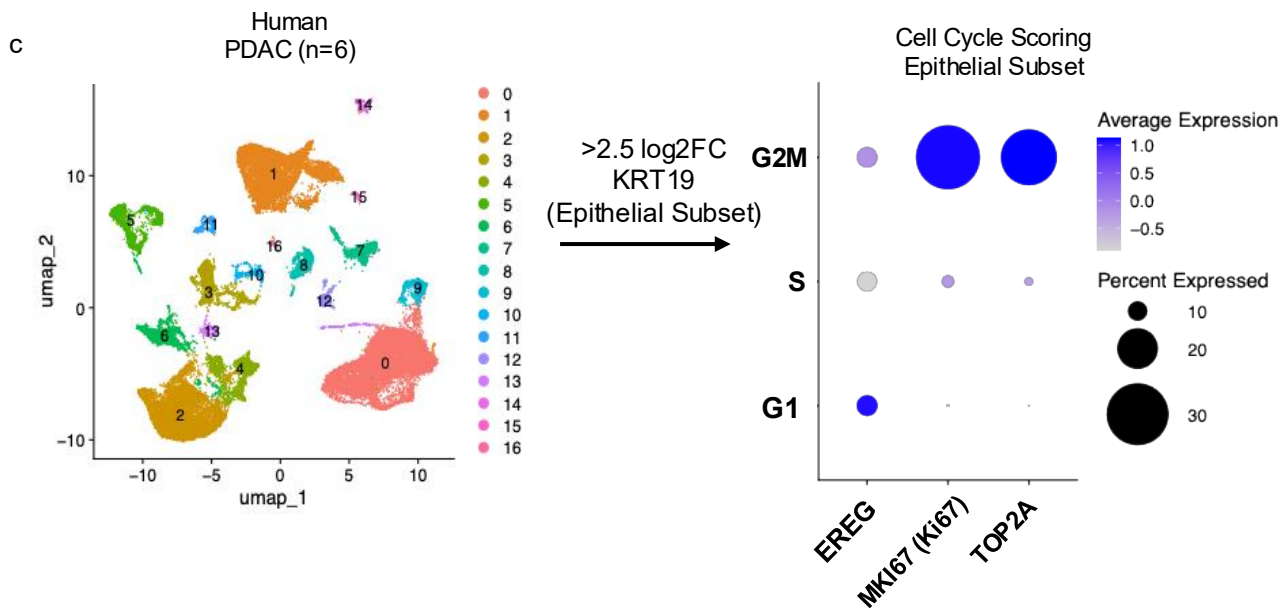 c
Human
PDAC (n=6)
umap_2
10
0
−10
−10
−5
0
5
10
umap_1
0
1
2
3
4
5
6
7
8
9
10
11
12
13
14
15
16
0
1
2
3
4
5
6
7
8
9
10
11
12
13
14
15
16
>2.5 log2FC
KRT19
(Epithelial Subset)
Cell Cycle Scoring
Epithelial Subset
G2M
S
G1
EREG
MKI67 (Ki67)
TOP2A
Average Expression
1.0
0.5
0.0
−0.5
Percent Expressed
10
20
30